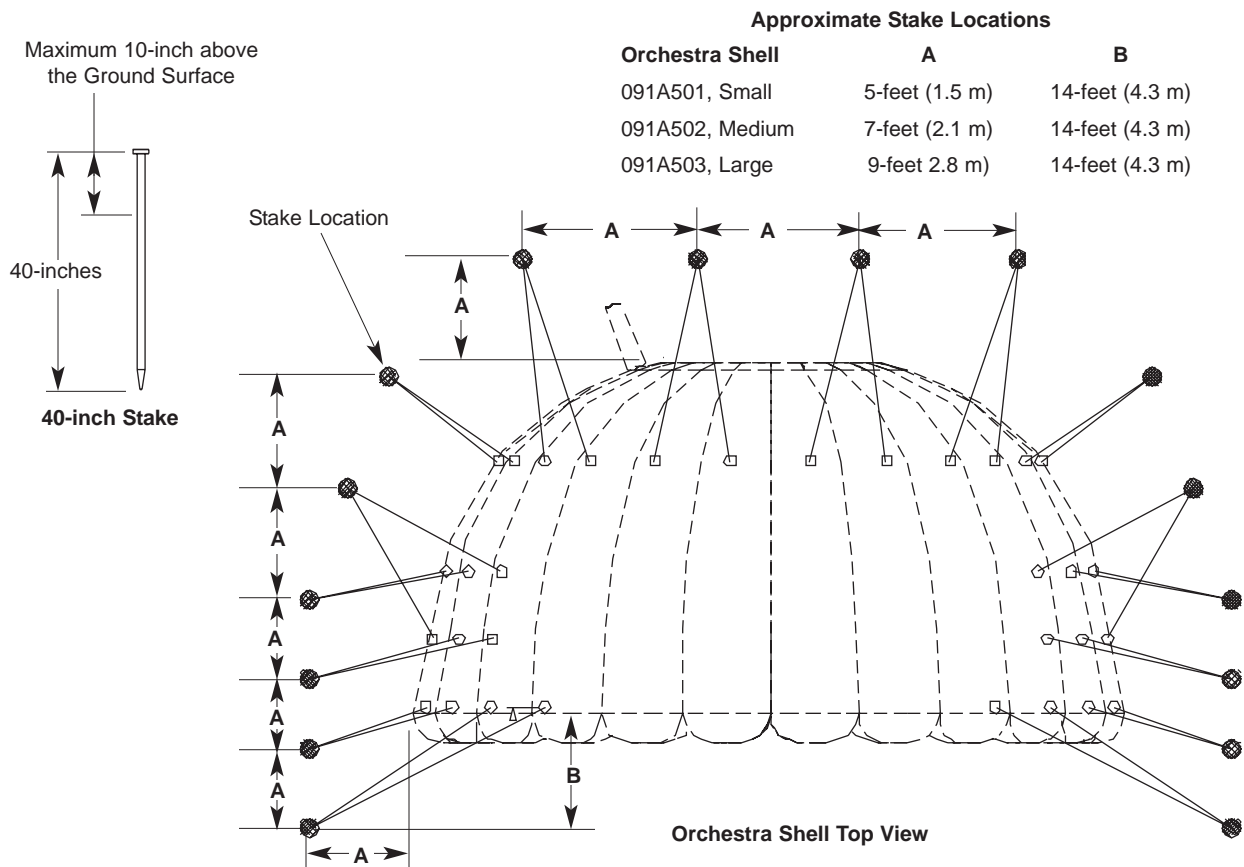 Approximate Stake Locations
Maximum 10-inch above
the Ground Surface
Orchestra Shell A B
091A501, Small 5-feet (1.5 m) 14-feet (4.3 m)
091A502, Medium 7-feet (2.1 m) 14-feet (4.3 m)
091A503, Large 9-feet 2.8 m) 14-feet (4.3 m)
Stake Location
A A A
40-inches
A
40-inch Stake
A
A
A
A
B
A
Orchestra Shell Top View
A